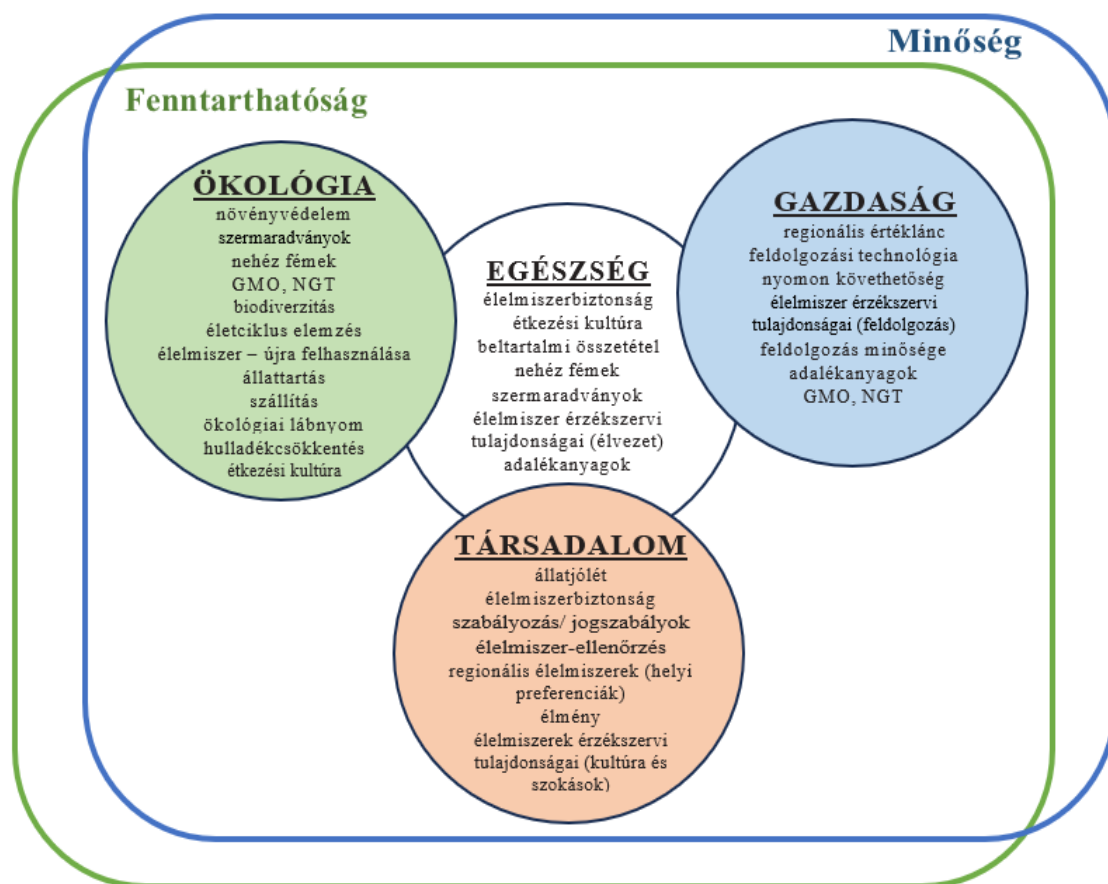 Minőség
Fenntarthatóság
ÖKOLÓGIA
növényvédelem
szermaradványok
nehéz fémek
GMO, NGT
biodiverzitás
életciklus elemzés
élelmiszer – újra felhasználása
állattartás
szállítás
ökológiai lábnyom
hulladékcsökkentés
étkezési kultúra
EGÉSZSÉG
élelmiszerbiztonság
étkezési kultúra
beltartalmi összetétel
nehéz fémek
szermaradványok
élelmiszer érzékszervi
tulajdonságai (élvezet)
adalékanyagok
GAZDASÁG
regionális értéklánc
feldolgozási technológia
nyomon követhetőség
élelmiszer érzékszervi
tulajdonságai (feldolgozás)
feldolgozás minősége
adalékanyagok
GMO, NGT
TÁRSADALOM
állatjólét
élelmiszerbiztonság
szabályozás/ jogszabályok
élelmiszer-ellenőrzés
regionális élelmiszerek (helyi
preferenciák)
élmény
élelmiszerek érzékszervi
tulajdonságai (kultúra és
szokások)